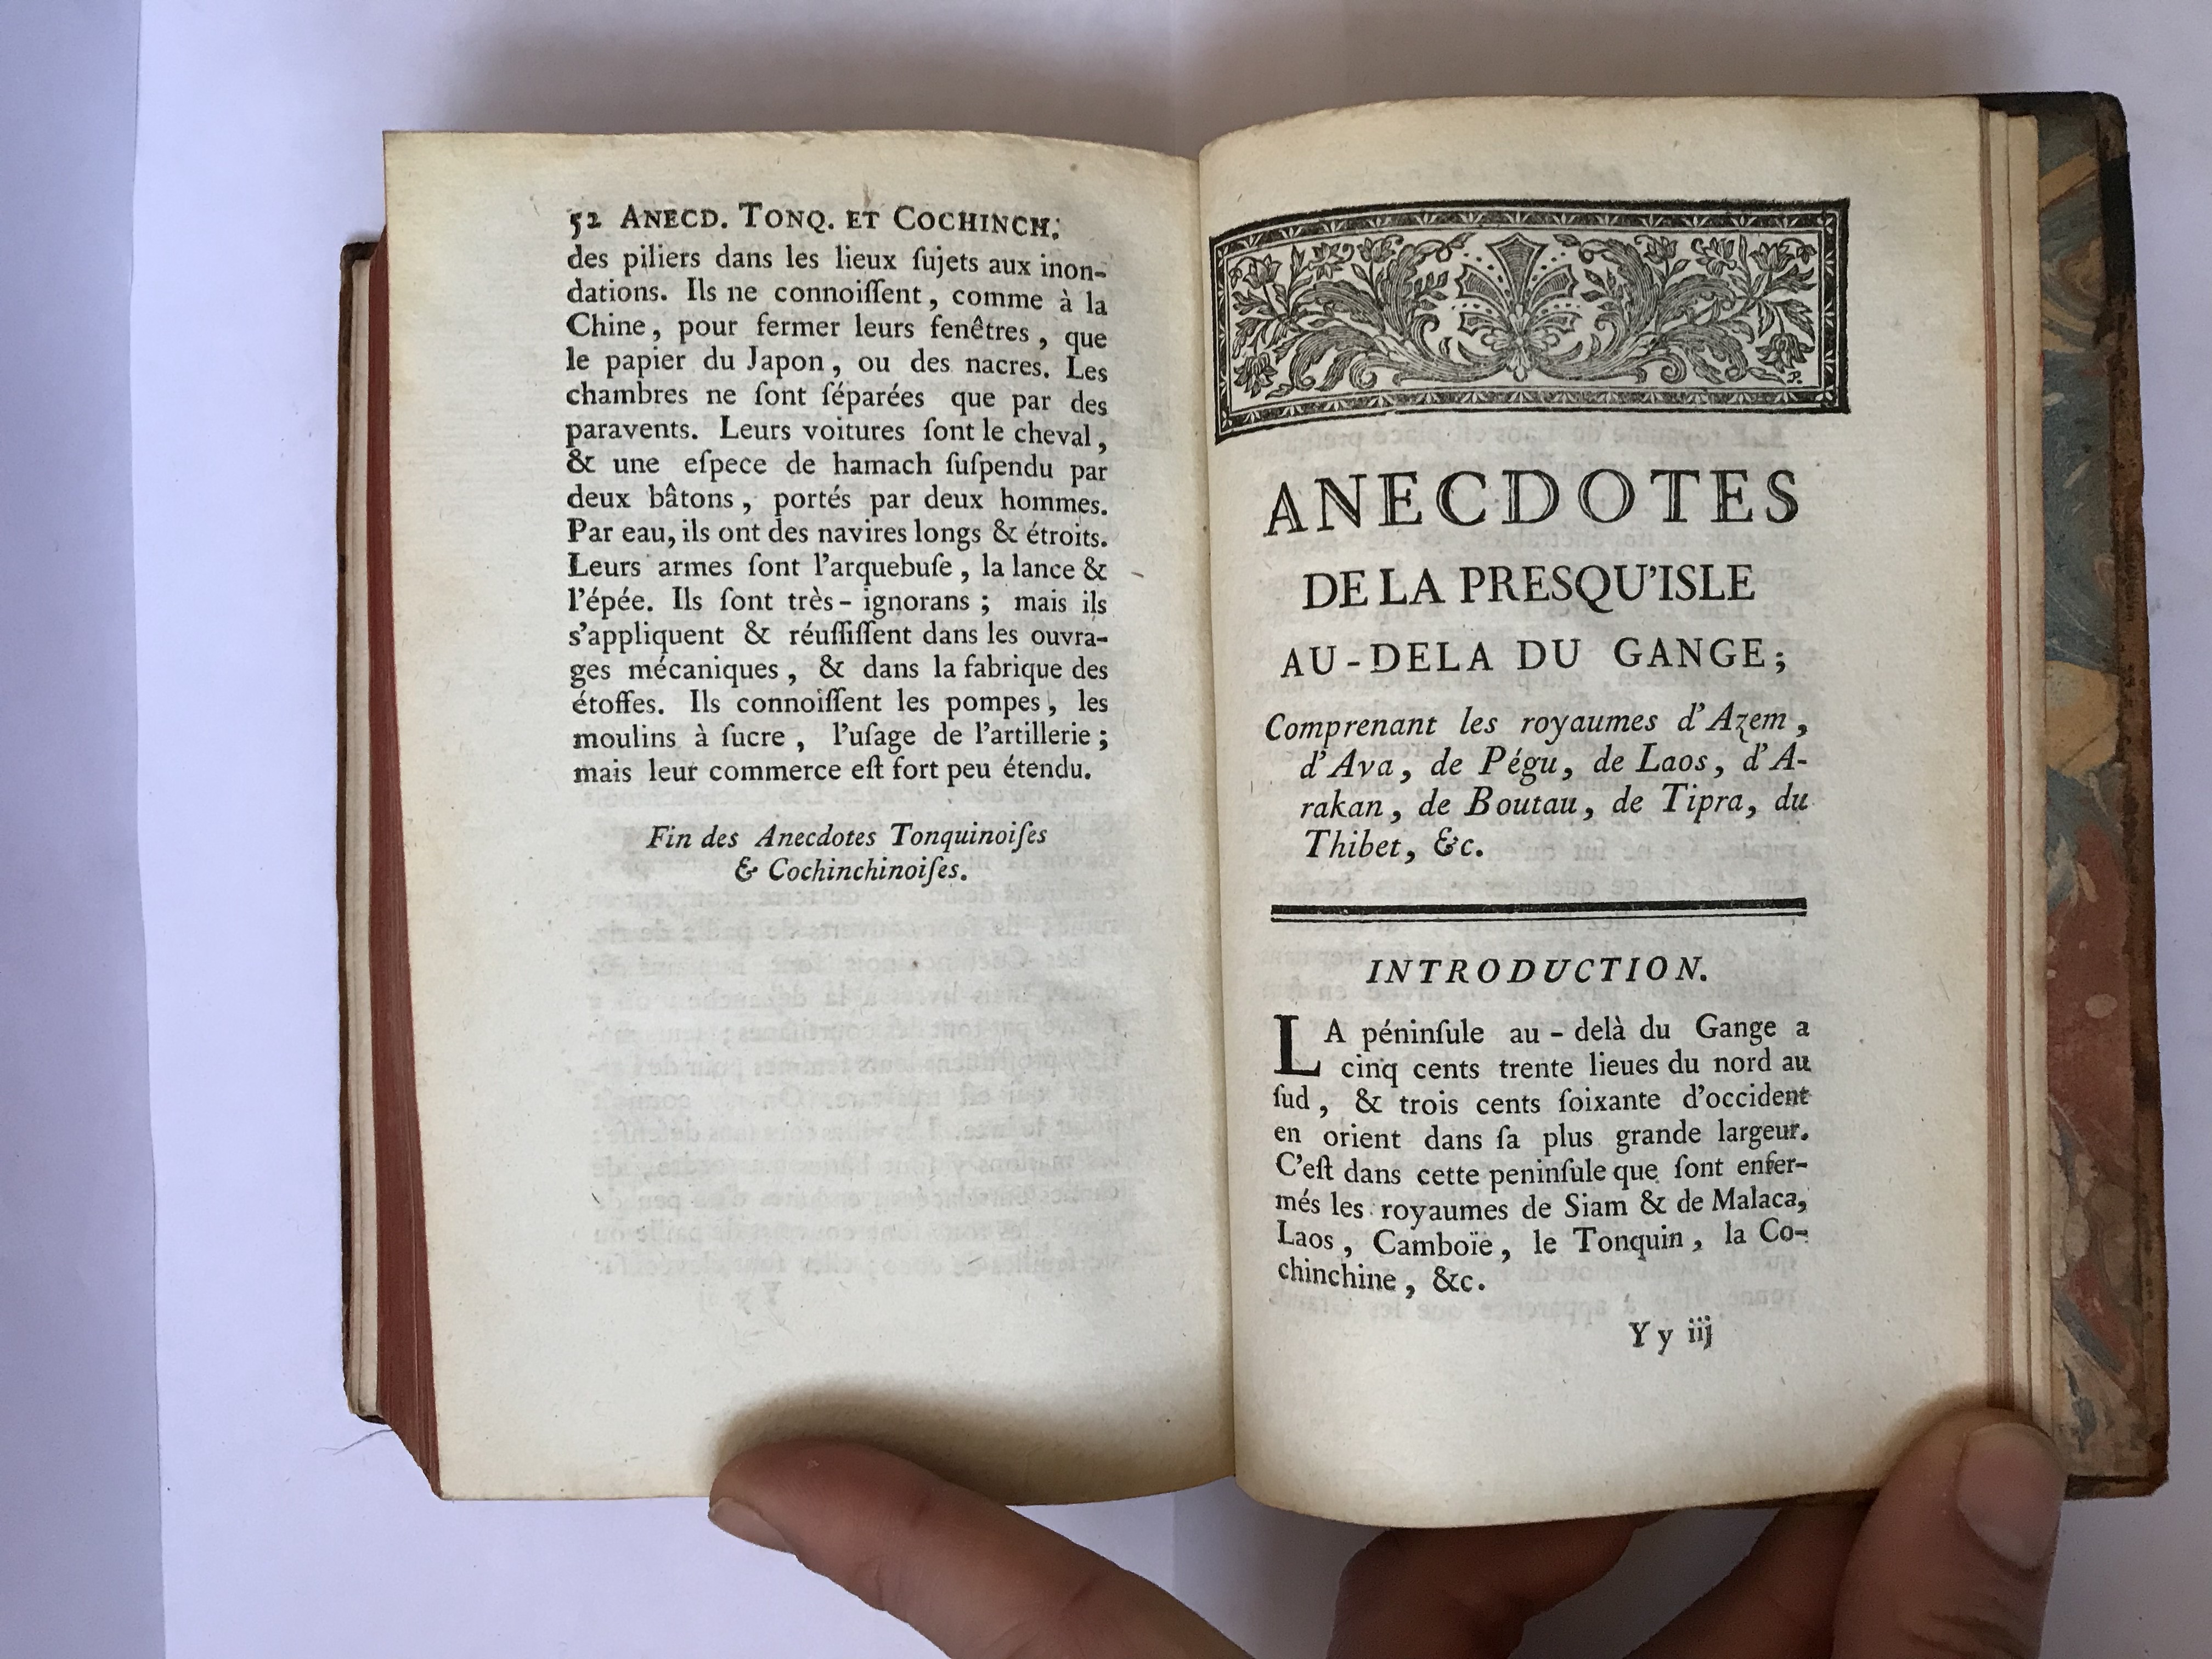 52 ANECD. TONQ. ET COCHINCH.
des piliers dans les lieux ſujets aux inon-
dations. Ils ne connoiſſent, comme à la
Chine, pour fermer leurs fenêtres, que
le papier du Japon, ou des nacres. Les
chambres ne ſont ſéparées que par des
paravents. Leurs voitures ſont le cheval,
& une eſpece de hamach ſuſpendu par
deux bâtons, portés par deux hommes.
Par eau, ils ont des navires longs & étroits.
Leurs armes ſont l'arquebuſe, la lance &
l'épée. Ils ſont très-ignorans; mais ils
s'appliquent & réuſſiſſent dans les ouvra-
ges mécaniques, & dans la fabrique des
étoffes. Ils connoiſſent les pompes, les
moulins à ſucre, l'uſage de l'artillerie;
mais leur commerce eſt fort peu étendu.
Fin des Anecdotes Tonquinoiſes
& Cochinchinoiſes.
ANECDOTES
DE LA PRESQU'ISLE
AU-DELA DU GANGE;
Comprenant les royaumes d'Azem,
d'Ava, de Pégu, de Laos, d'A-
rakan, de Boutau, de Tipra, du
Thibet, &c.
INTRODUCTION.
LA péninſule au-delà du Gange a
cinq cents trente lieues du nord au
ſud, & trois cents ſoixante d'occident
en orient dans ſa plus grande largeur.
C'eſt dans cette peninſule que ſont enfer-
més les royaumes de Siam & de Malaca,
Laos, Camboïe, le Tonquin, la Co-
chinchine, &c.
Yy iij